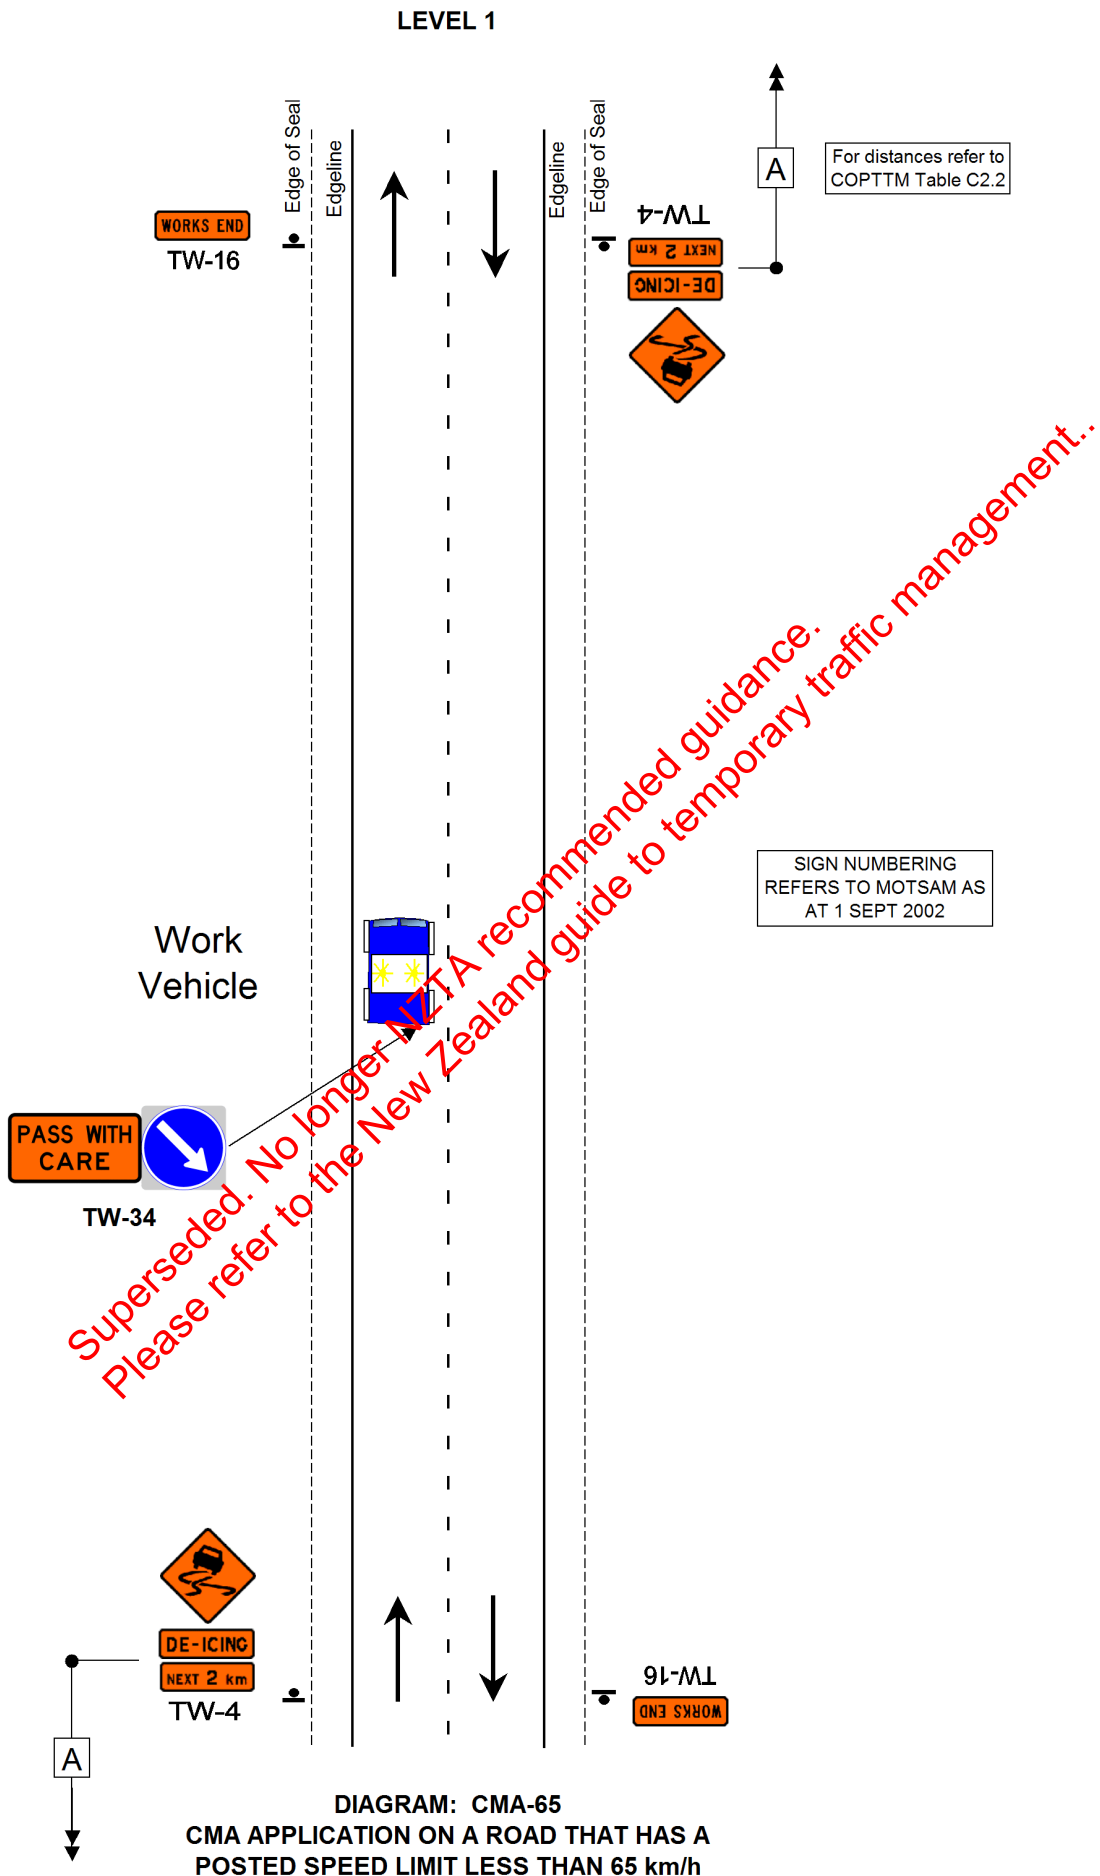 LEVEL 1
Edge of Seal
Edgeline
Edgeline
Edge of Seal
A
For distances refer to
COPTTM Table C2.2
WORKS END
TW-16
TW-4
NEXT 2 km
DE-ICING
SIGN NUMBERING
REFERS TO MOTSAM AS
AT 1 SEPT 2002
Work
Vehicle
PASS WITH
CARE
TW-34
Superseded. No longer NZTA recommended guidance.
Please refer to the New Zealand guide to temporary traffic management..
DE-ICING
NEXT 2 km
TW-4
TW-16
WORKS END
A
DIAGRAM: CMA-65
CMA APPLICATION ON A ROAD THAT HAS A
POSTED SPEED LIMIT LESS THAN 65 km/h